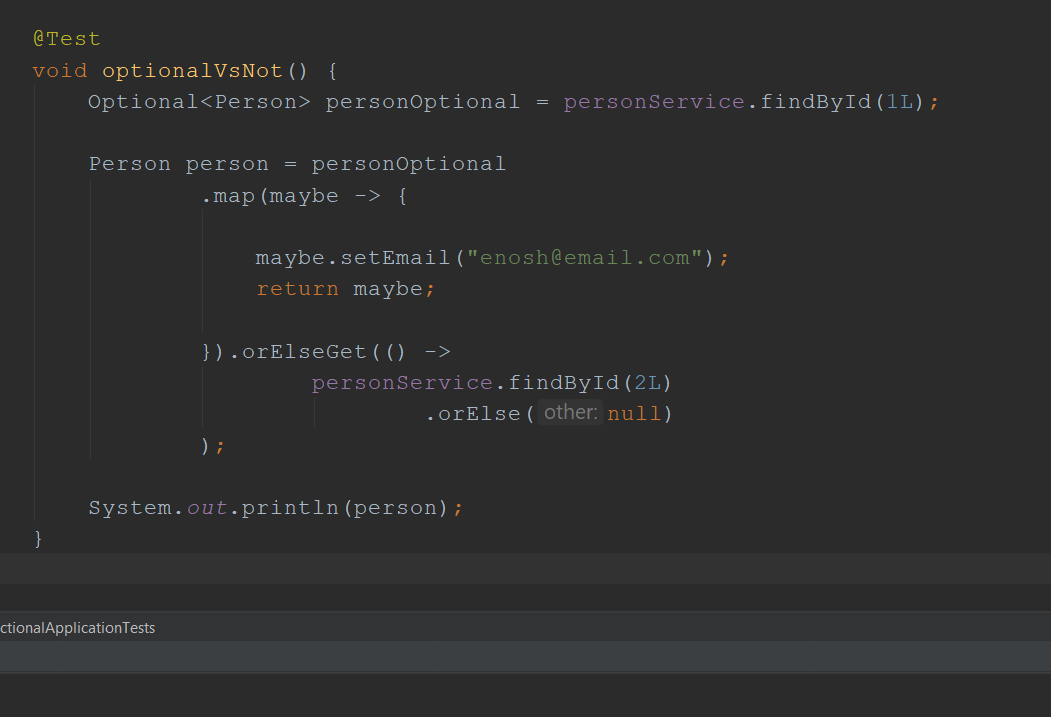 @Test
void optionalVsNot() {
Optional<Person> personOptional = personService.findById(1L);
Person person = personOptional
.map(maybe -> {
maybe.setEmail("enosh@email.com");
return maybe;
}).orElseGet(() ->
personService.findById(2L)
.orElse( other: null)
);
System.out.println(person);
}
ctionalApplicationTests